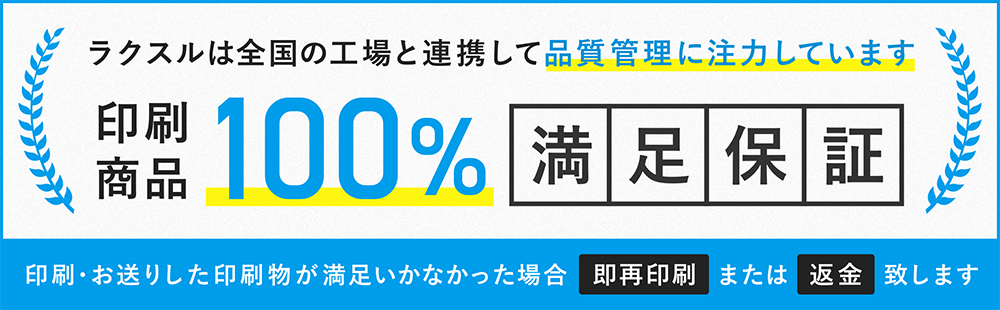 ラクスルは全国の工場と連携して品質管理に注力しています
印刷商品 100% 満足保証
印刷・お送りした印刷物が満足いかなかった場合 即再印刷 または 返金 致します